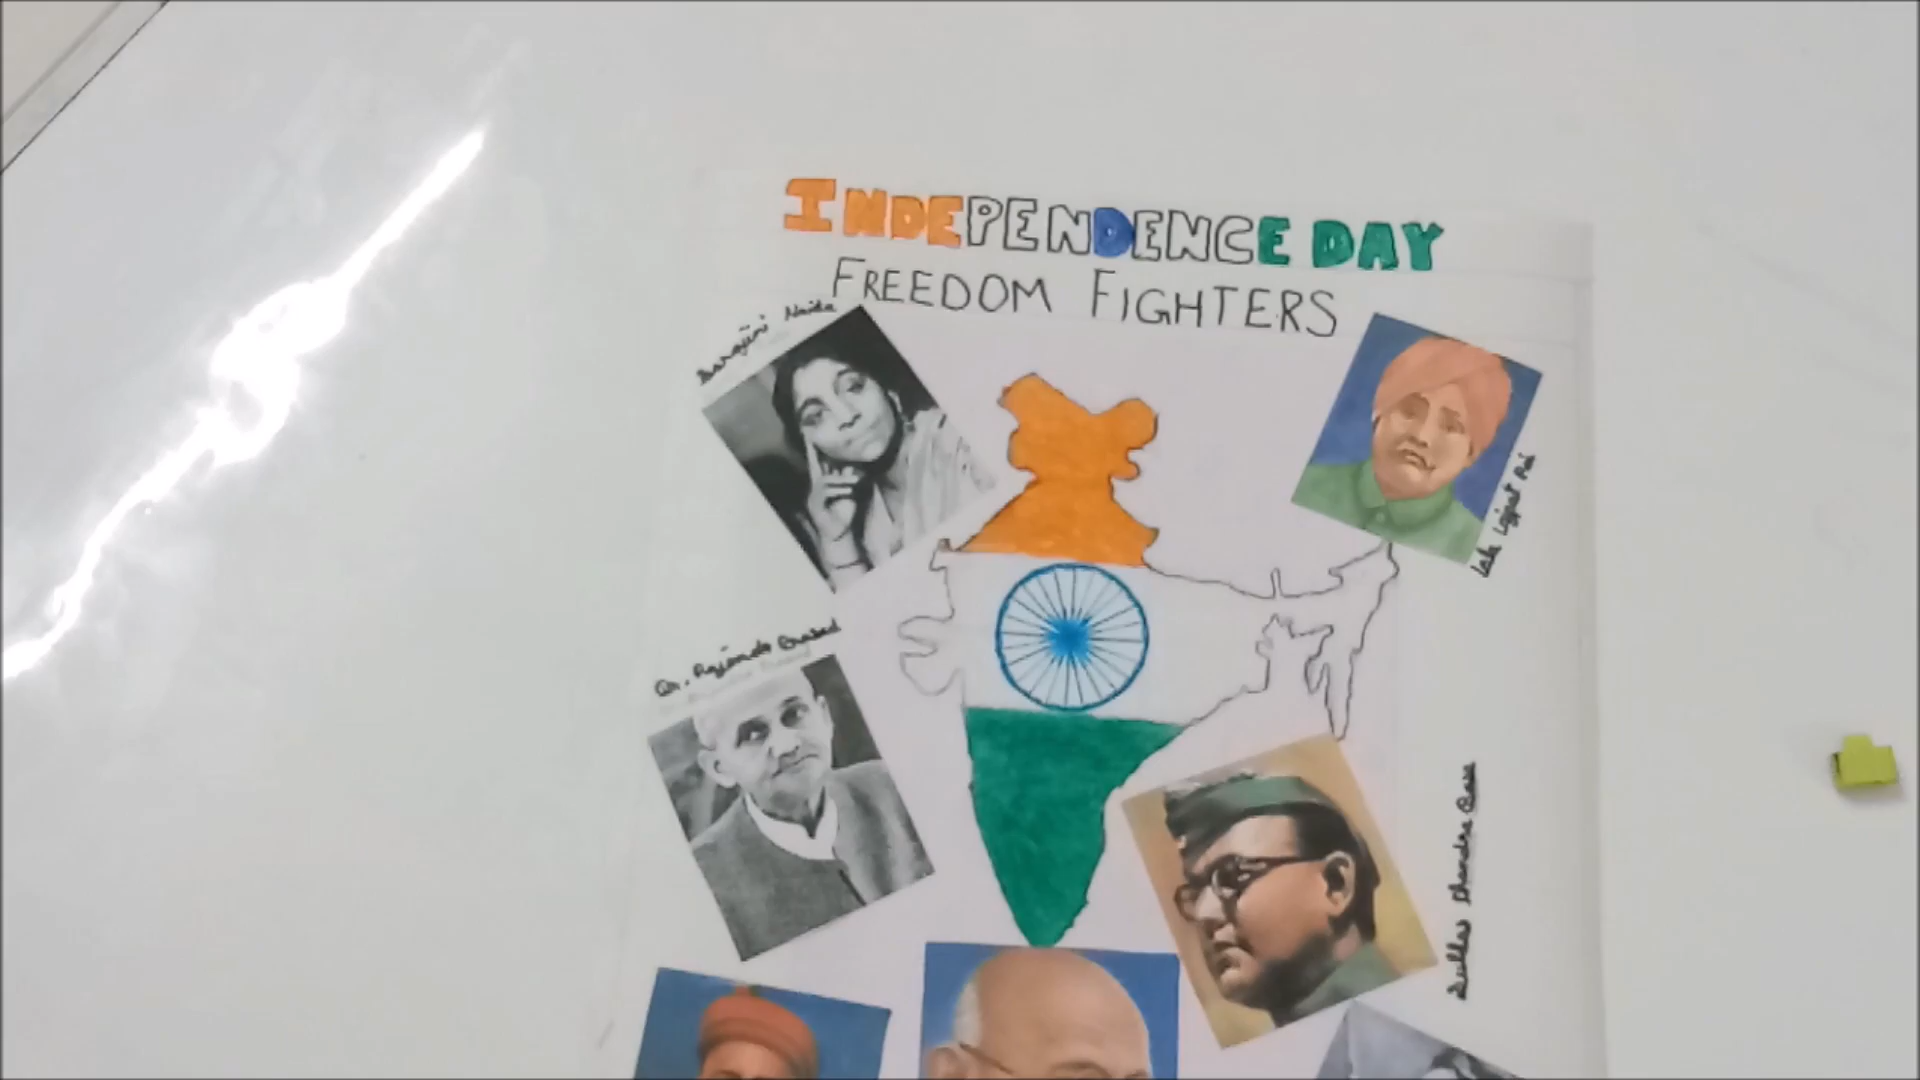 INDEPENDENCE DAY
FREEDOM FIGHTERS
Sarojini Naidu
Lala Lajpat Rai
Dr. Rajendra Prasad
Subhas Chandra Bose